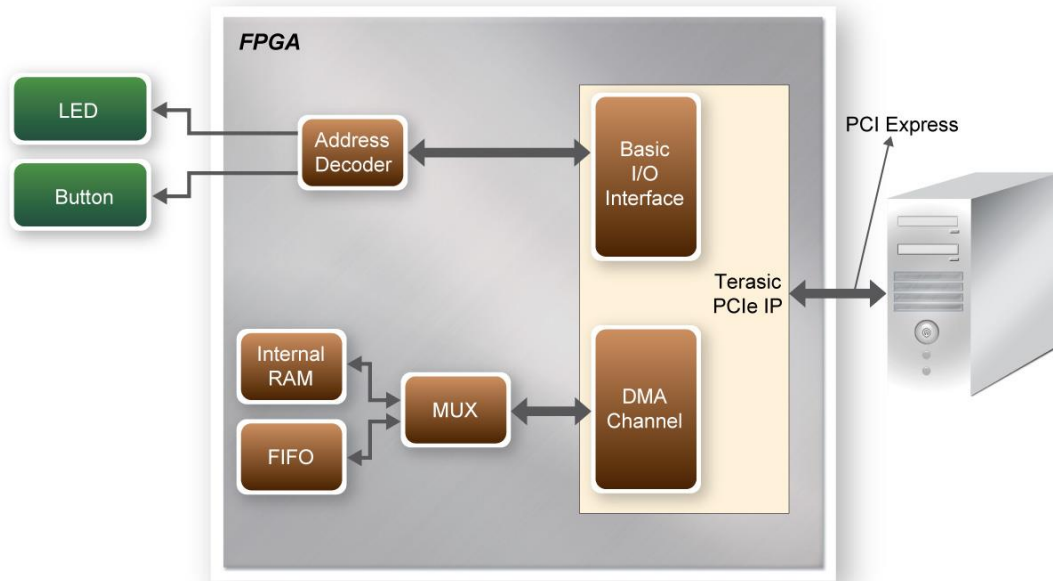 FPGA
LED
Button
Address
Decoder
Basic
I/O
Interface
PCI Express
Terasic
PCIe IP
Internal
RAM
FIFO
MUX
DMA
Channel